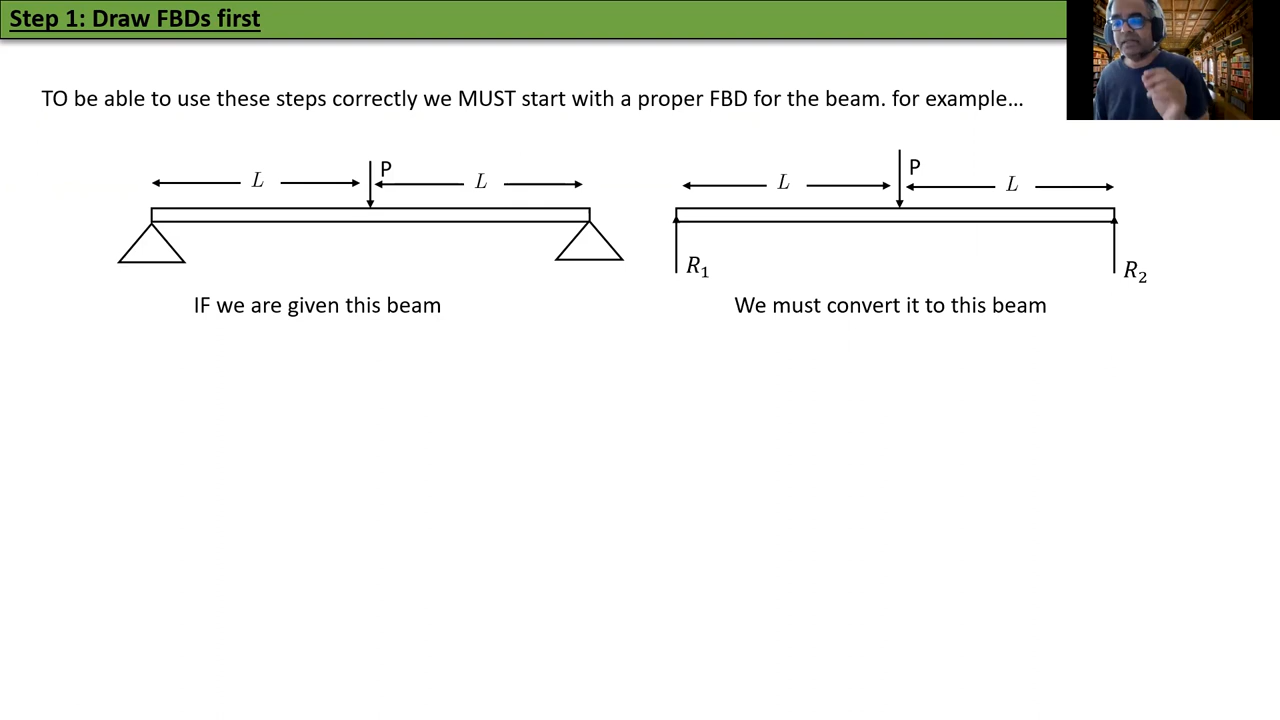 Step 1: Draw FBDs first
TO be able to use these steps correctly we MUST start with a proper FBD for the beam. for example…
L
P
L
L
P
L
R₁
R₂
IF we are given this beam
We must convert it to this beam